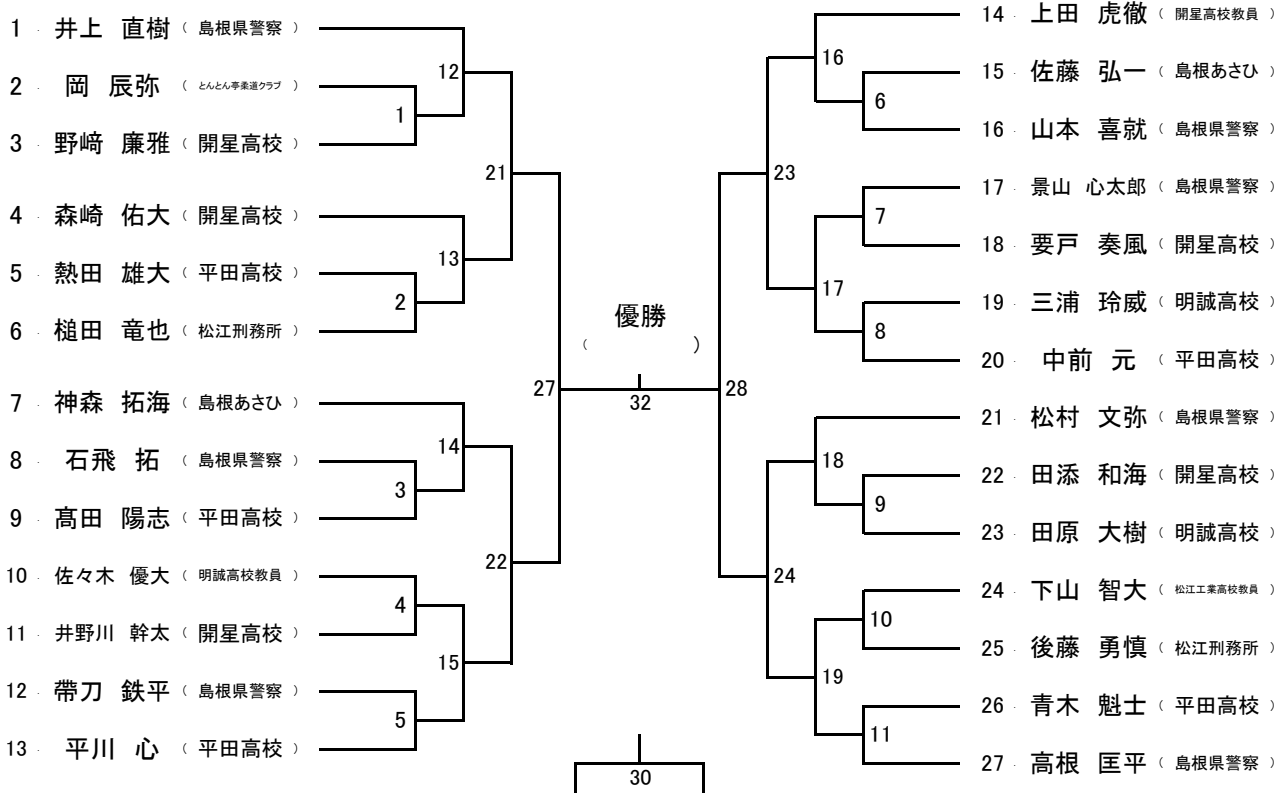 1 井上 直樹 ( 島根県警察 )
2 岡 辰弥 ( とんとん亭柔道クラブ )
3 野﨑 廉雅 ( 開星高校 )
4 森崎 佑大 ( 開星高校 )
5 熱田 雄大 ( 平田高校 )
6 槌田 竜也 ( 松江刑務所 )
7 神森 拓海 ( 島根あさひ )
8 石飛 拓 ( 島根県警察 )
9 髙田 陽志 ( 平田高校 )
10 佐々木 優大 ( 明誠高校教員 )
11 井野川 幹太 ( 開星高校 )
12 帶刀 鉄平 ( 島根県警察 )
13 平川 心 ( 平田高校 )
1
2
3
4
5
12
13
14
15
21
22
27
優勝
( )
32
30
28
23
24
16
17
18
19
6
7
8
9
10
11
14 上田 虎徹 ( 開星高校教員 )
15 佐藤 弘一 ( 島根あさひ )
16 山本 喜就 ( 島根県警察 )
17 景山 心太郎 ( 島根県警察 )
18 要戸 奏風 ( 開星高校 )
19 三浦 玲威 ( 明誠高校 )
20 中前 元 ( 平田高校 )
21 松村 文弥 ( 島根県警察 )
22 田添 和海 ( 開星高校 )
23 田原 大樹 ( 明誠高校 )
24 下山 智大 ( 松江工業高校教員 )
25 後藤 勇慎 ( 松江刑務所 )
26 青木 魁士 ( 平田高校 )
27 高根 匡平 ( 島根県警察 )